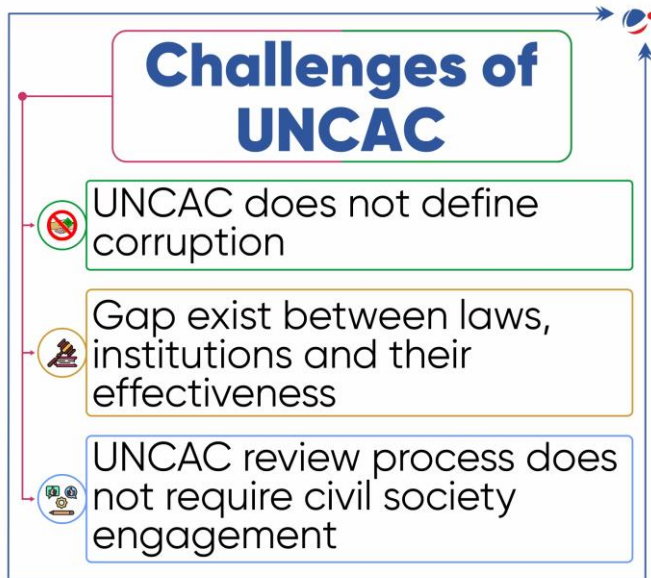 Challenges of
UNCAC
UNCAC does not define
corruption
Gap exist between laws,
institutions and their
effectiveness
UNCAC review process does
not require civil society
engagement